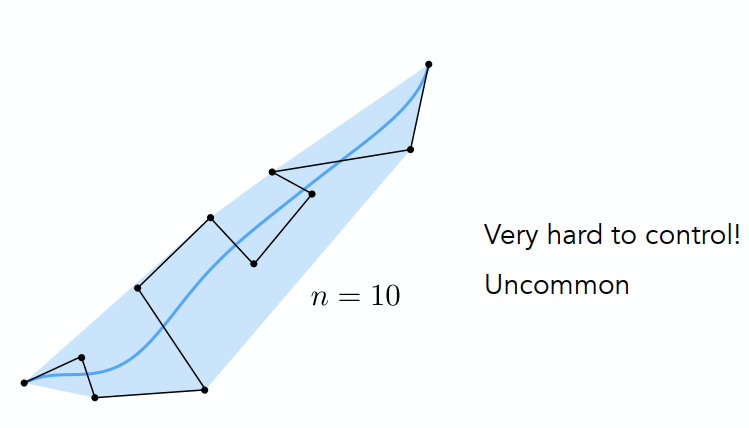 Very hard to control!
Uncommon
n = 10